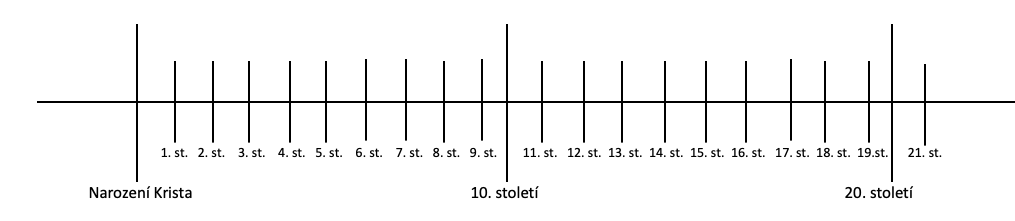 1. st. 2. st. 3. st. 4. st. 5. st. 6. st. 7. st. 8. st. 9. st. 11. st. 12. st. 13. st. 14. st. 15. st. 16. st. 17. st. 18. st. 19.st. 21. st.
Narození Krista 10. století 20. století